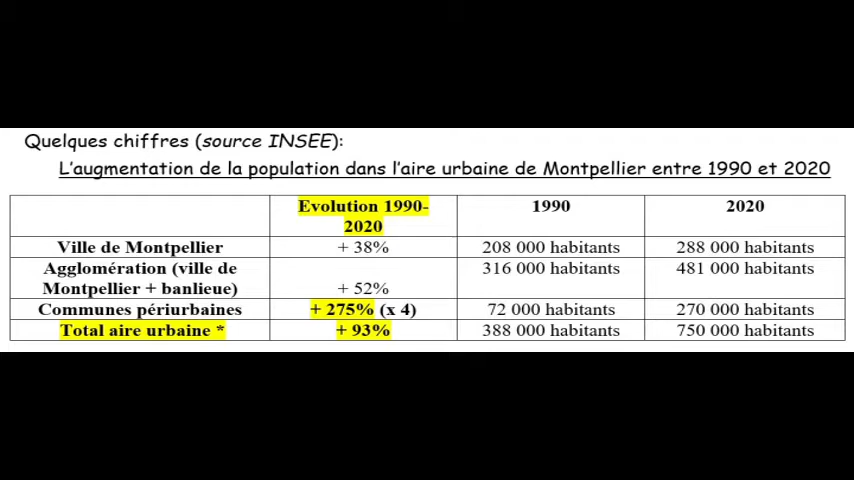 Quelques chiffres (source INSEE):
L'augmentation de la population dans l'aire urbaine de Montpellier entre 1990 et 2020
Evolution 1990-2020 1990 2020
Ville de Montpellier + 38% 208 000 habitants 288 000 habitants
Agglomération (ville de Montpellier + banlieue) + 52% 316 000 habitants 481 000 habitants
Communes périurbaines + 275% (x 4) 72 000 habitants 270 000 habitants
Total aire urbaine * + 93% 388 000 habitants 750 000 habitants